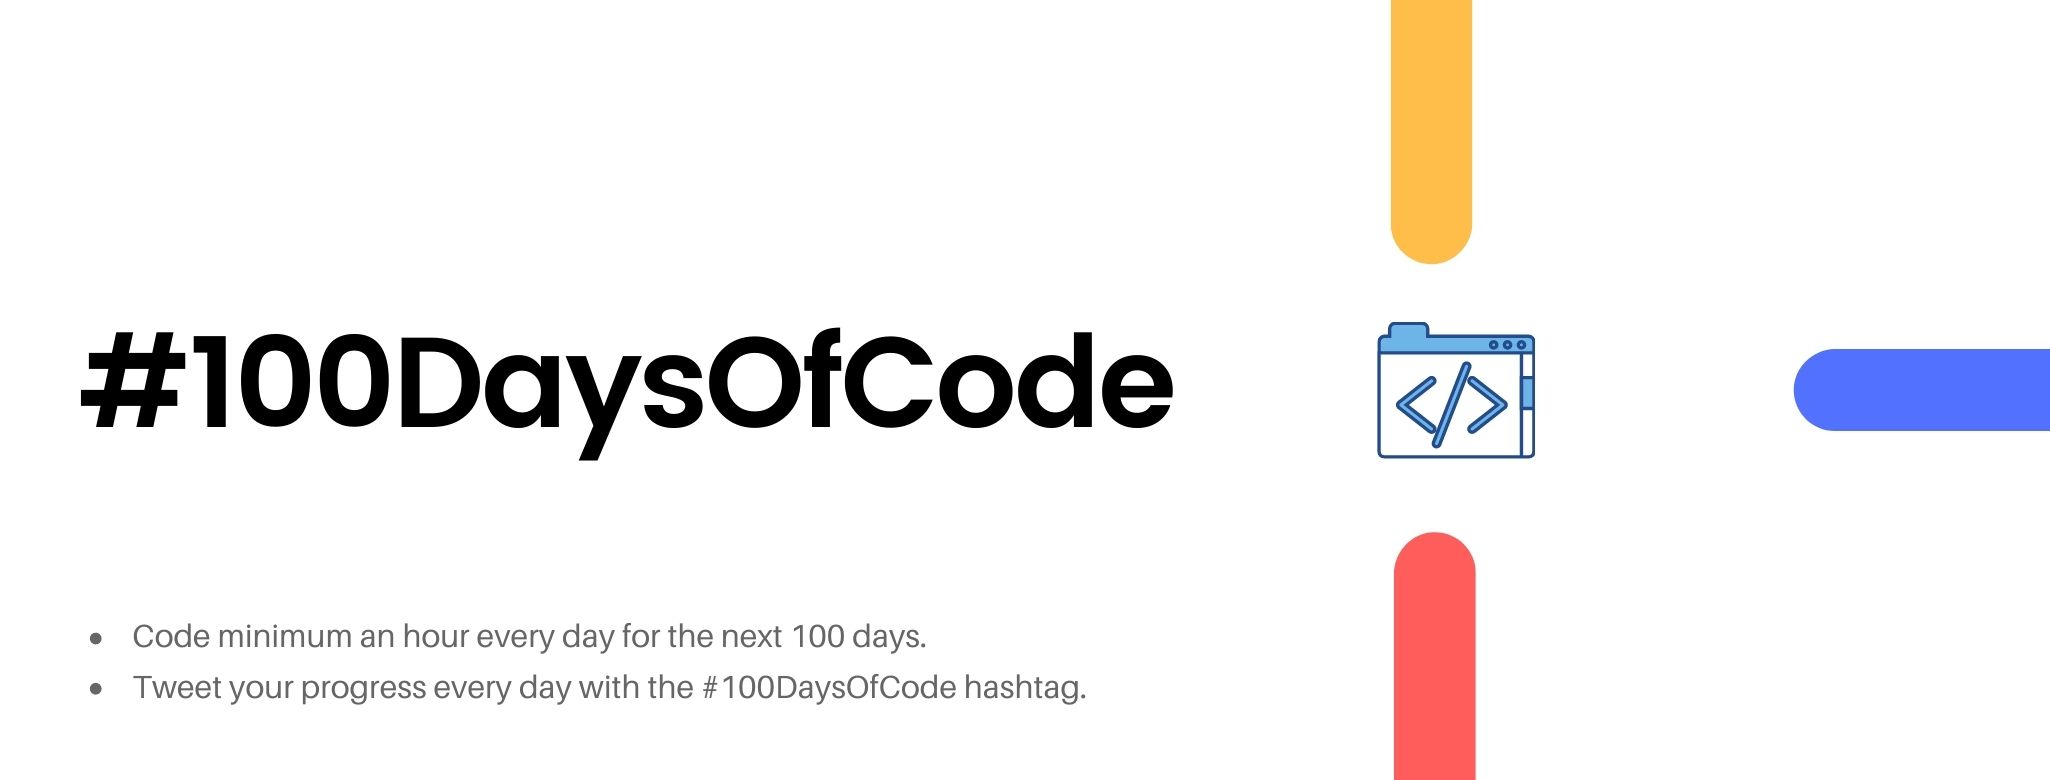 #100DaysOfCode
• Code minimum an hour every day for the next 100 days.
• Tweet your progress every day with the #100DaysOfCode hashtag.